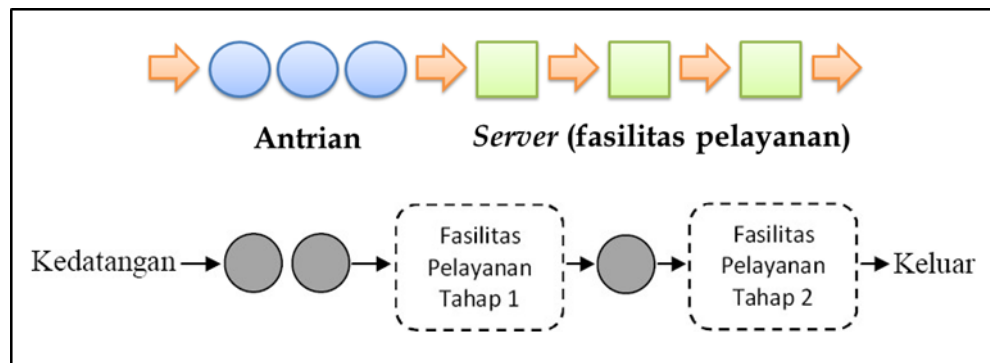 Antrian
Server (fasilitas pelayanan)
Kedatangan
Fasilitas
Pelayanan
Tahap 1
Fasilitas
Pelayanan
Tahap 2
Keluar